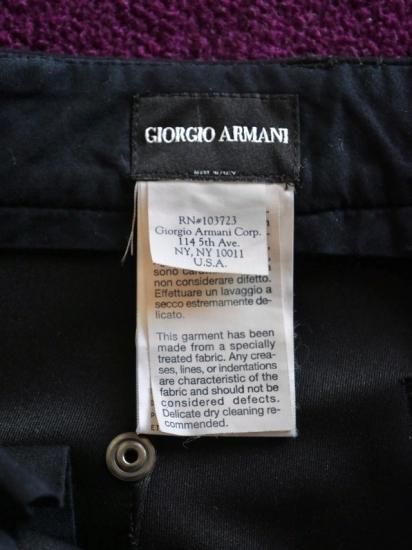 GIORGIO ARMANI
RN#103723
Giorgio Armani Corp.
114 5th Ave.
NY, NY 10011
U.S.A.
sono
non considerare difetto.
Effettuare un lavaggio a
secco estremamente de-
licato.
This garment has been
made from a specially
treated fabric. Any crea-
ses, lines, or indentations
are characteristic of the
fabric and should not be
considered defects.
Delicate dry cleaning re-
commended.